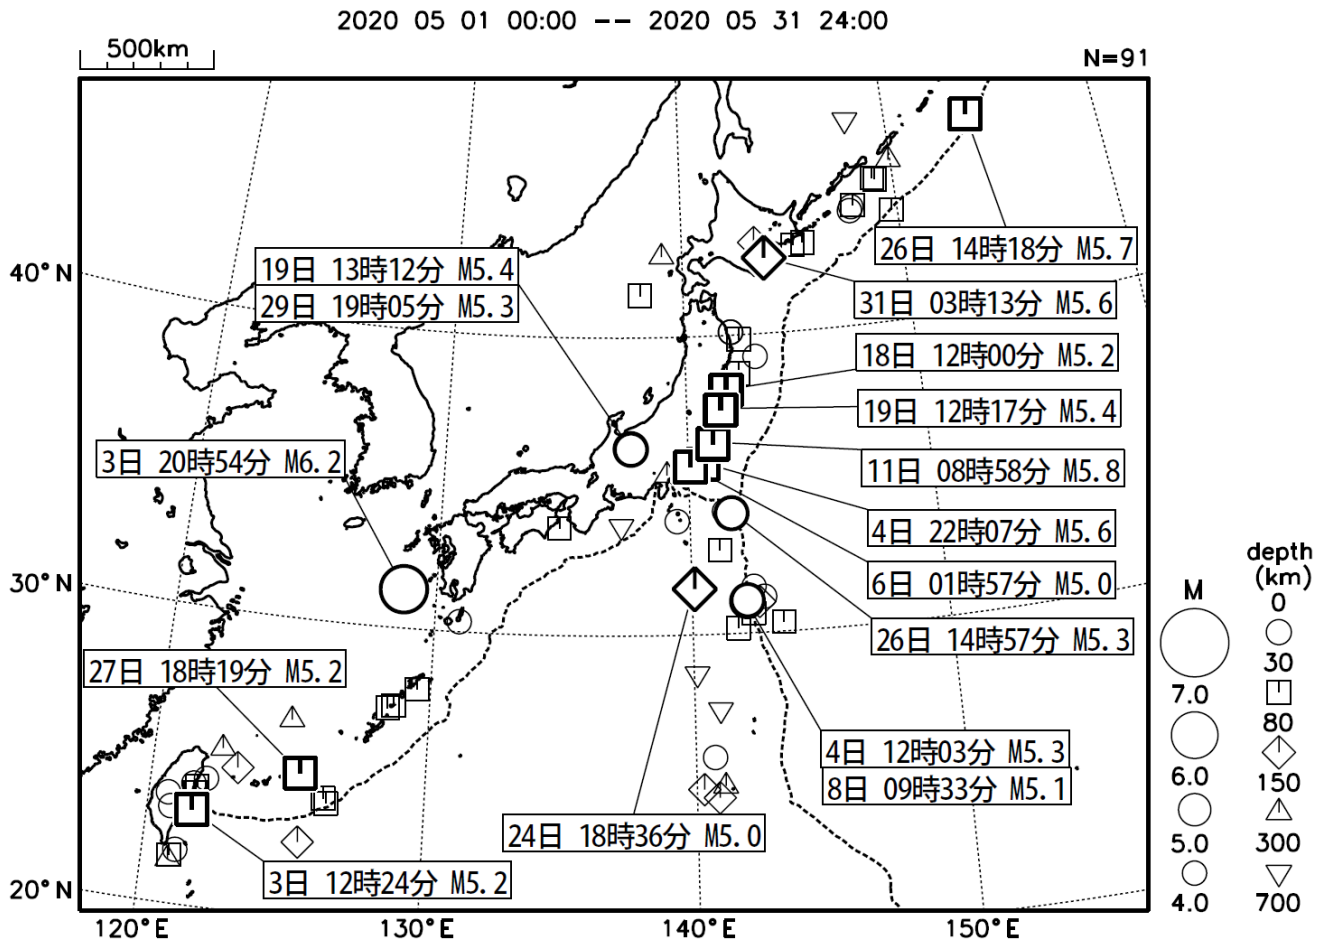 2020 05 01 00:00 -- 2020 05 31 24:00
500km
N=91
26日 14時18分 M5.7
19日 13時12分 M5.4
29日 19時05分 M5.3
40°N
31日 03時13分 M5.6
18日 12時00分 M5.2
19日 12時17分 M5.4
3日 20時54分 M6.2
11日 08時58分 M5.8
4日 22時07分 M5.6
30°N
6日 01時57分 M5.0
26日 14時57分 M5.3
27日 18時19分 M5.2
4日 12時03分 M5.3
8日 09時33分 M5.1
24日 18時36分 M5.0
3日 12時24分 M5.2
20°N
120°E
130°E
140°E
150°E
M
7.0
6.0
5.0
4.0
depth
(km)
0
30
80
150
300
700